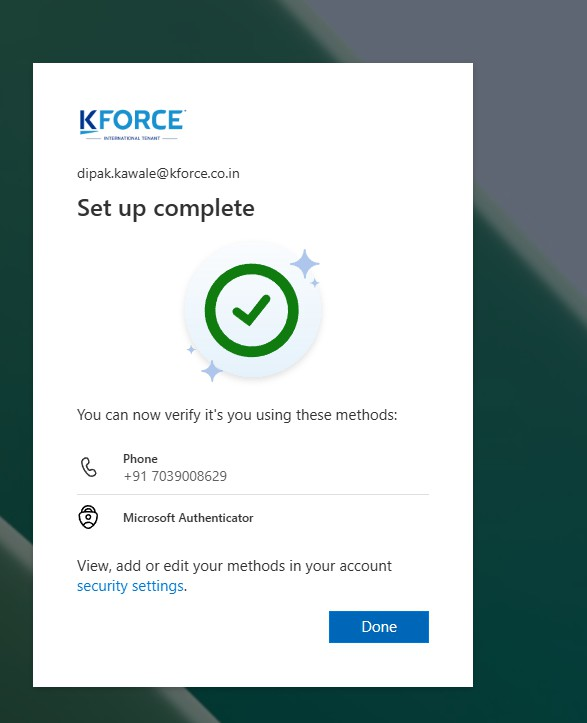 KFORCE
INTERNATIONAL TENANT
dipak.kawale@kforce.co.in
Set up complete
You can now verify it's you using these methods:
Phone
+91 7039008629
Microsoft Authenticator
View, add or edit your methods in your account
security settings.
Done